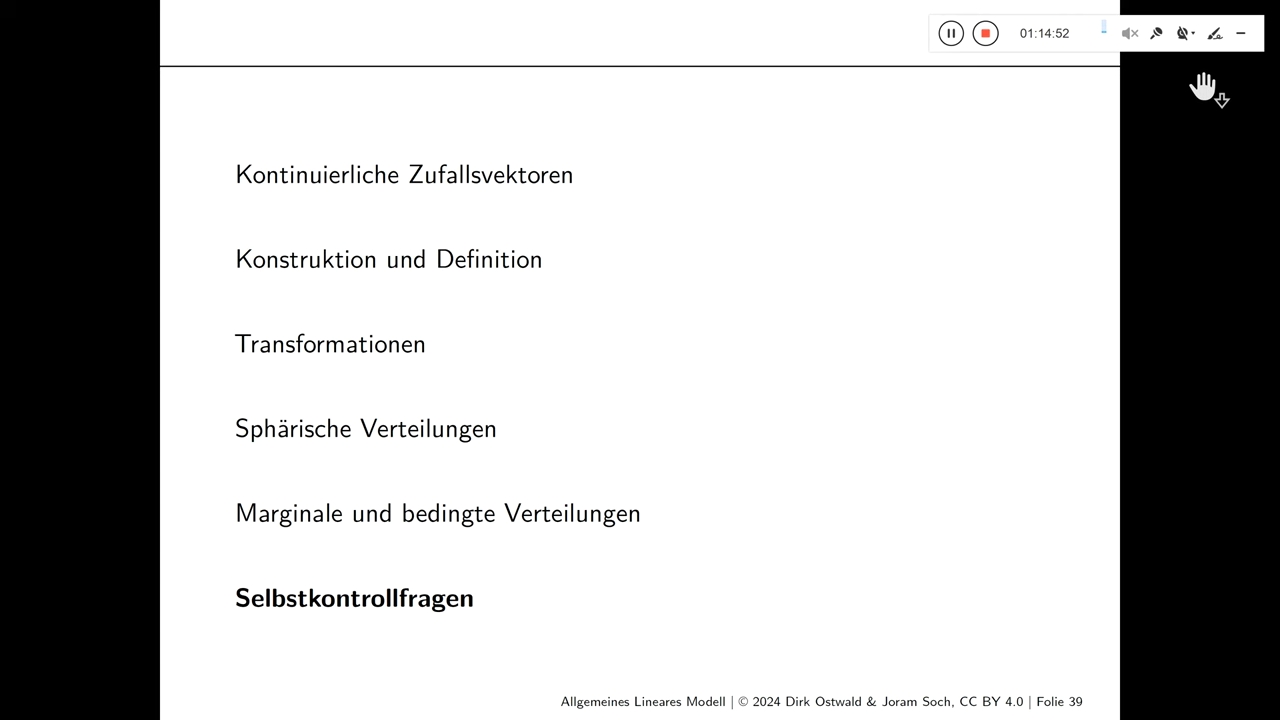 01:14:52
Kontinuierliche Zufallsvektoren
Konstruktion und Definition
Transformationen
Sphärische Verteilungen
Marginale und bedingte Verteilungen
Selbstkontrollfragen
Allgemeines Lineares Modell | © 2024 Dirk Ostwald & Joram Soch, CC BY 4.0 | Folie 39